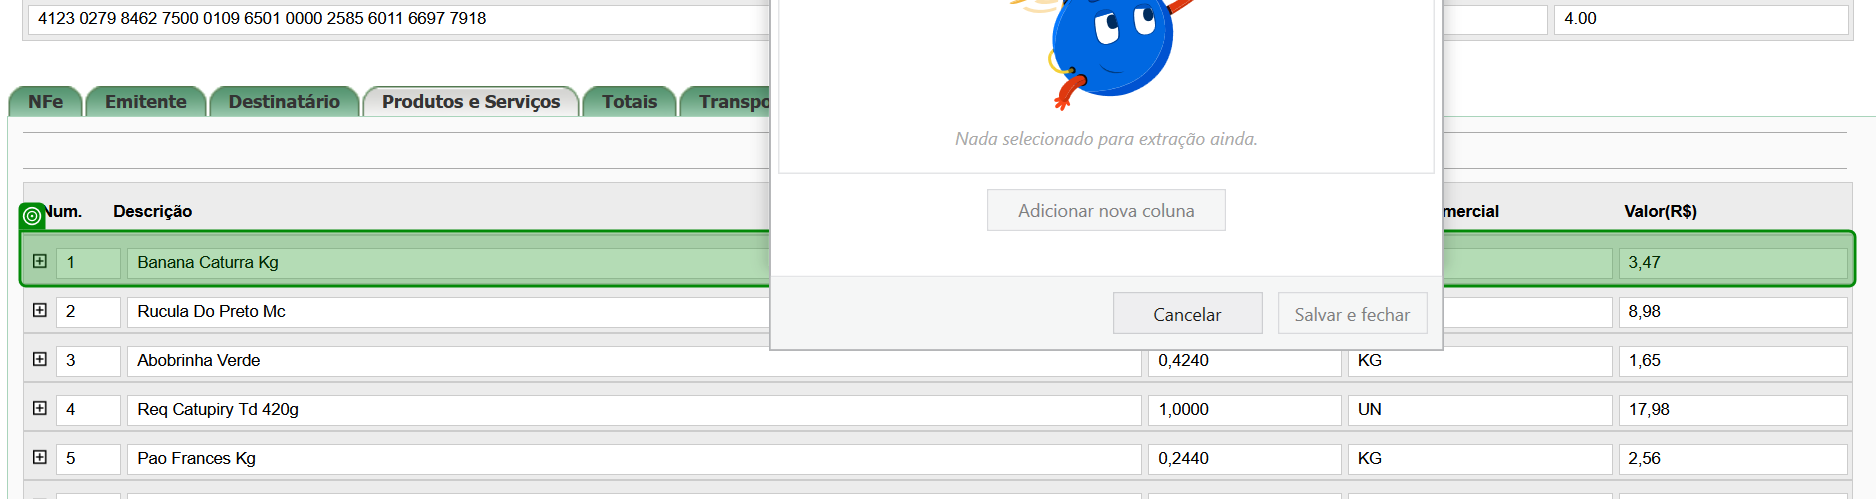 4123 0279 8462 7500 0109 6501 0000 2585 6011 6697 7918
4.00
NFe Emitente Destinatário Produtos e Serviços Totais Transpo
Nada selecionado para extração ainda.
Adicionar nova coluna
Num. Descrição mercial Valor(R$)
1 Banana Caturra Kg 3,47
2 Rucula Do Preto Mc 8,98
Cancelar Salvar e fechar
3 Abobrinha Verde 0,4240 KG 1,65
4 Req Catupiry Td 420g 1,0000 UN 17,98
5 Pao Frances Kg 0,2440 KG 2,56